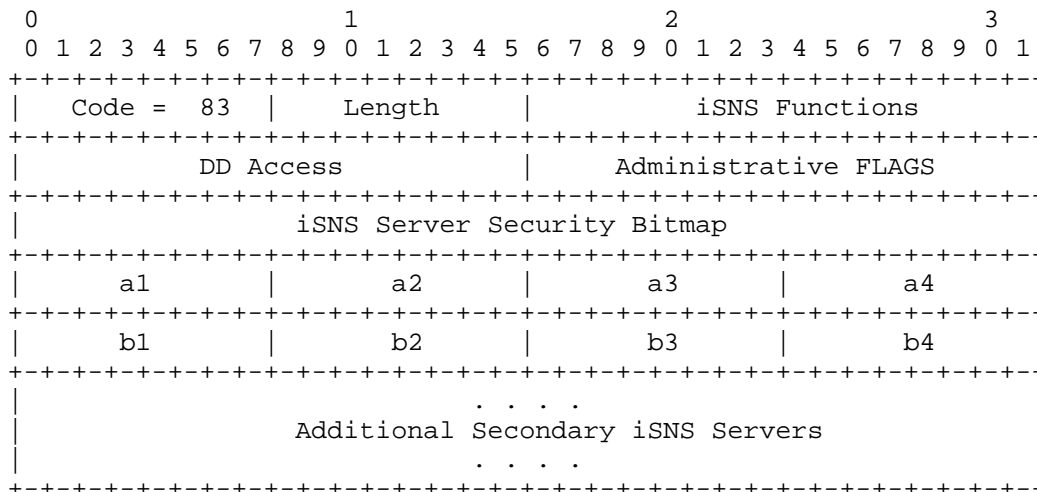 0                   1                   2                   3
0 1 2 3 4 5 6 7 8 9 0 1 2 3 4 5 6 7 8 9 0 1 2 3 4 5 6 7 8 9 0 1
+-+-+-+-+-+-+-+-+-+-+-+-+-+-+-+-+-+-+-+-+-+-+-+-+-+-+-+-+-+-+-+-
| Code = 83 | Length | iSNS Functions
+-+-+-+-+-+-+-+-+-+-+-+-+-+-+-+-+-+-+-+-+-+-+-+-+-+-+-+-+-+-+-+-
| DD Access | Administrative FLAGS
+-+-+-+-+-+-+-+-+-+-+-+-+-+-+-+-+-+-+-+-+-+-+-+-+-+-+-+-+-+-+-+-
| iSNS Server Security Bitmap
+-+-+-+-+-+-+-+-+-+-+-+-+-+-+-+-+-+-+-+-+-+-+-+-+-+-+-+-+-+-+-+-
| a1 | a2 | a3 | a4
+-+-+-+-+-+-+-+-+-+-+-+-+-+-+-+-+-+-+-+-+-+-+-+-+-+-+-+-+-+-+-+-
| b1 | b2 | b3 | b4
+-+-+-+-+-+-+-+-+-+-+-+-+-+-+-+-+-+-+-+-+-+-+-+-+-+-+-+-+-+-+-+-
| . . . .
| Additional Secondary iSNS Servers
| . . . .
+-+-+-+-+-+-+-+-+-+-+-+-+-+-+-+-+-+-+-+-+-+-+-+-+-+-+-+-+-+-+-+-